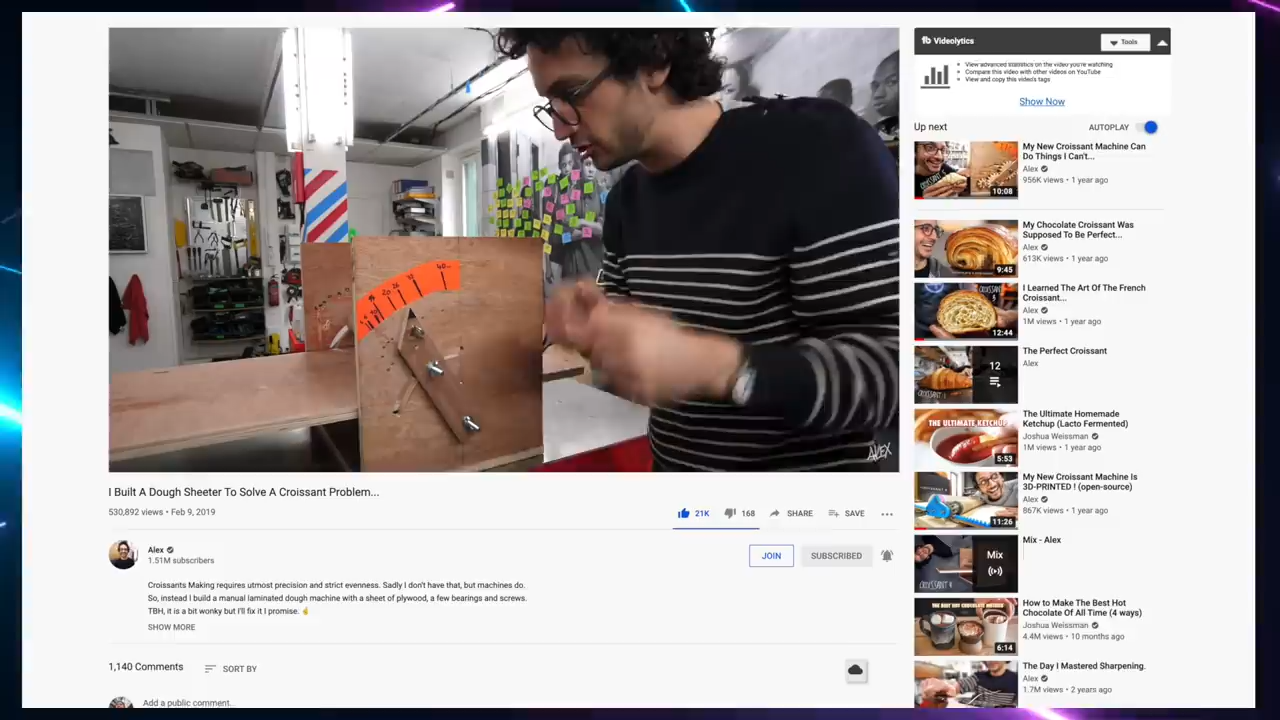 40
10
26
20
ALEX
I Built A Dough Sheeter To Solve A Croissant Problem...
530,892 views • Feb 9, 2019
21K
168
SHARE
SAVE
Alex
1.51M subscribers
JOIN
SUBSCRIBED
Croissants Making requires utmost precision and strict evenness. Sadly I don't have that, but machines do.
So, instead I build a manual laminated dough machine with a sheet of plywood, a few bearings and screws.
TBH, it is a bit wonky but I'll fix it I promise. 🤞
SHOW MORE
1,140 Comments
SORT BY
Add a public comment..
tb Videolytics
Tools
View advanced statistics on the video you're watching
Compare this video with other videos on YouTube
View and copy this video's tags
Show Now
Up next
AUTOPLAY
10:08
My New Croissant Machine Can
Do Things I Can't...
Alex
956K views • 1 year ago
9:45
My Chocolate Croissant Was
Supposed To Be Perfect...
Alex
613K views • 1 year ago
CROISSANT
12:44
I Learned The Art Of The French
Croissant...
Alex
1M views • 1 year ago
12
The Perfect Croissant
Alex
THE ULTIMATE KETCHUP
5:53
The Ultimate Homemade
Ketchup (Lacto Fermented)
Joshua Weissman
1M views • 1 year ago
11:26
My New Croissant Machine Is
3D-PRINTED ! (open-source)
Alex
867K views • 1 year ago
Mix
CROISSANT 4
Mix - Alex
6:14
How to Make The Best Hot
Chocolate Of All Time (4 ways)
Joshua Weissman
4.4M views • 10 months ago
The Day I Mastered Sharpening.
Alex
1.7M views • 2 years ago